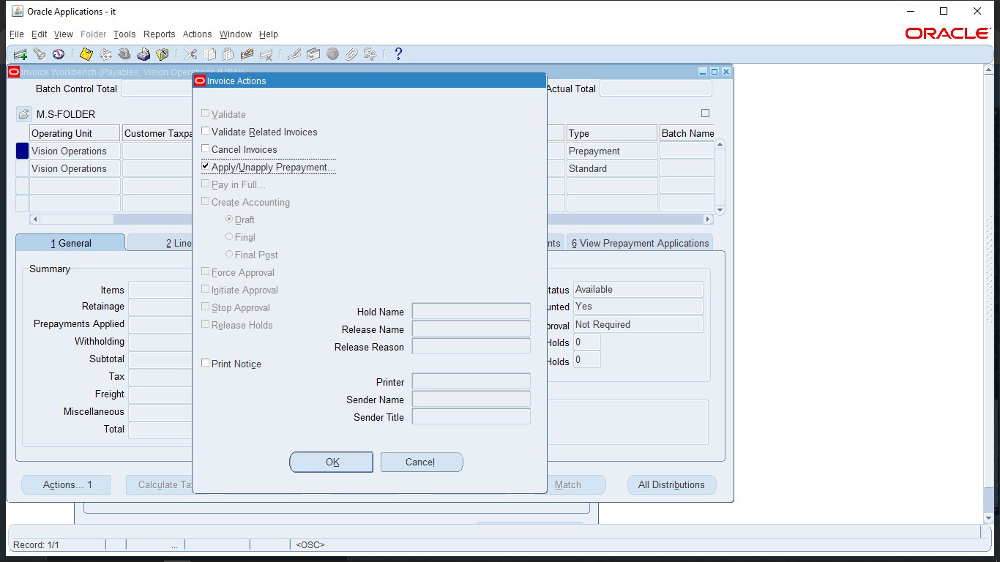 Oracle Applications - it
File Edit View Folder Tools Reports Actions Window Help
ORACLE
Invoice Workbench (Payables, Vision Operations (USA))
Invoice Actions
Batch Control Total
Actual Total
M.S-FOLDER
Operating Unit Customer Taxpa Type Batch Name
Vision Operations Prepayment
Vision Operations Standard
Validate
Validate Related Invoices
Cancel Invoices
Apply/Unapply Prepayment...
Pay in Full...
Create Accounting
Draft
Final
Final Post
Force Approval
Initiate Approval
Stop Approval
Release Holds
Hold Name
Release Name
Release Reason
Print Notice
Printer
Sender Name
Sender Title
OK Cancel
1 General 2 Line nts 6 View Prepayment Applications
Summary
Items
Retainage
Prepayments Applied
Withholding
Subtotal
Tax
Freight
Miscellaneous
Total
tatus Available
unted Yes
proval Not Required
Holds 0
Holds 0
Actions... 1 Calculate Ta Match All Distributions
Record: 1/1 ... <OSC>